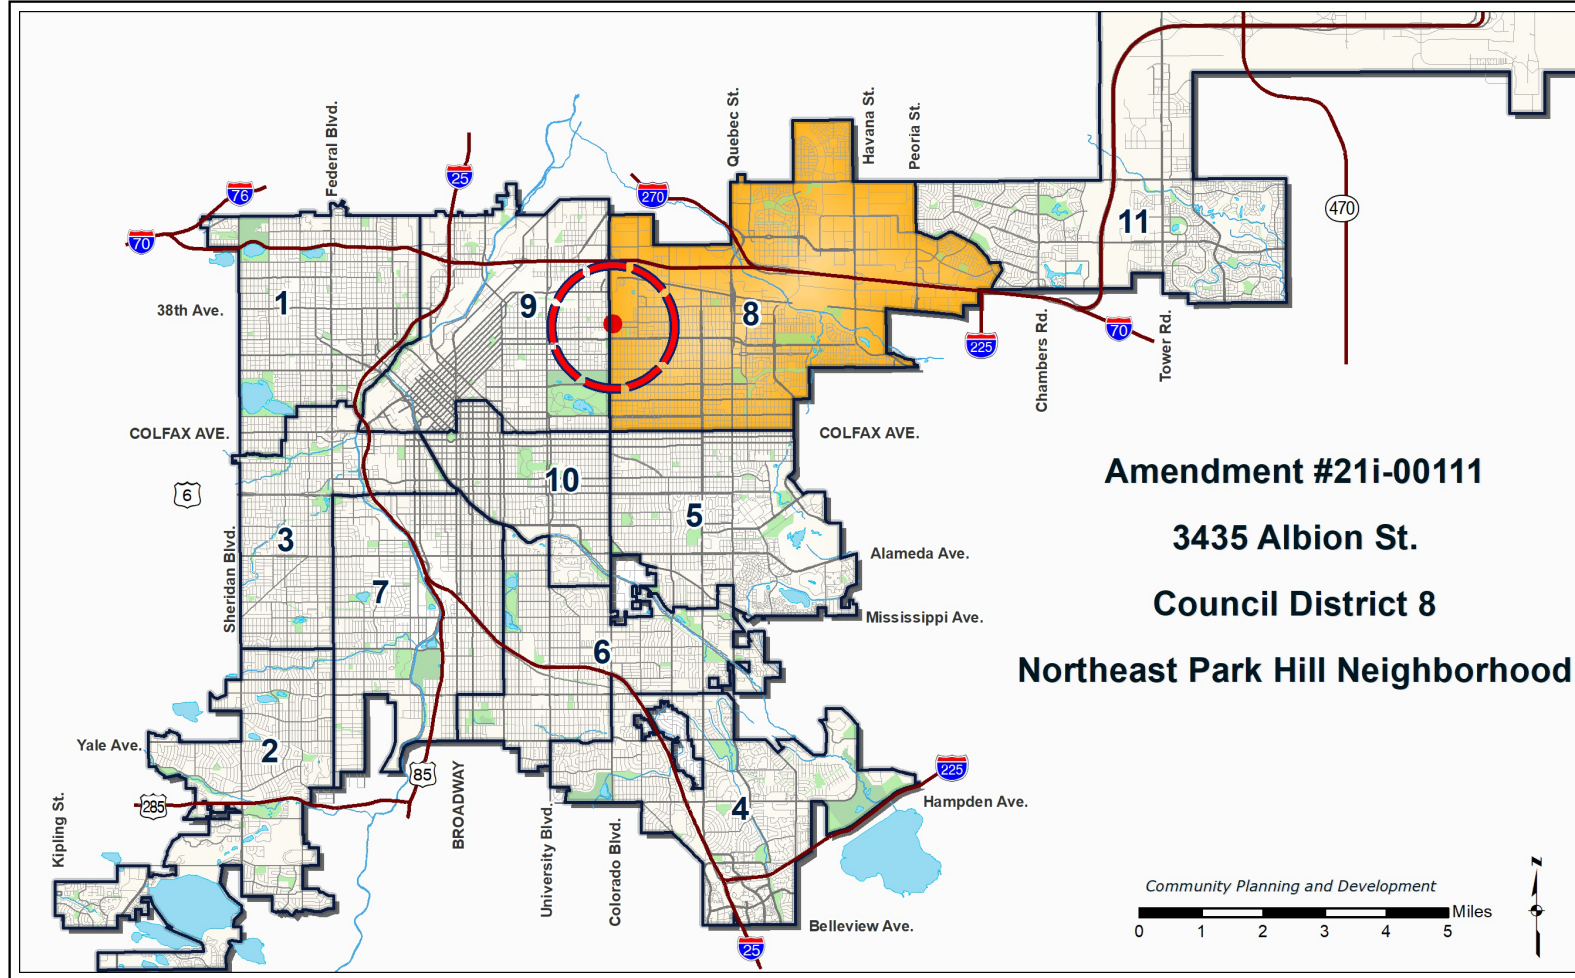 Federal Blvd.
Quebec St.
Havana St.
Peoria St.
76
25
270
70
470
11
1
9
8
38th Ave.
225
70
Chambers Rd.
Tower Rd.
COLFAX AVE.
COLFAX AVE.
6
10
5
3
7
Sheridan Blvd.
Alameda Ave.
Mississippi Ave.
6
Amendment #21i-00111
3435 Albion St.
Council District 8
Northeast Park Hill Neighborhood
Yale Ave.
2
85
285
225
Hampden Ave.
4
Kipling St.
BROADWAY
University Blvd.
Colorado Blvd.
Belleview Ave.
25
Community Planning and Development
Miles
0 1 2 3 4 5
N